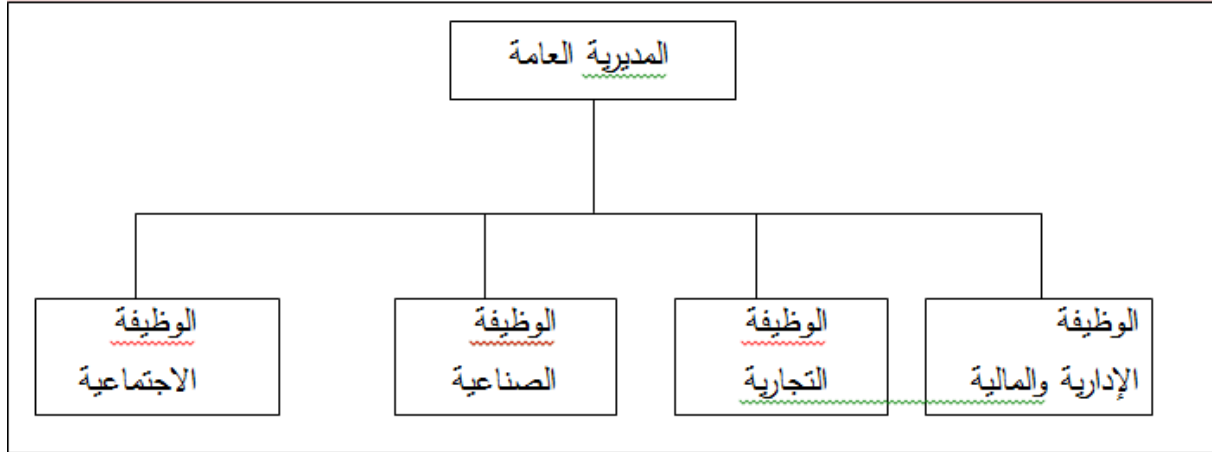 المديرية العامة
الوظيفة
الإدارية والمالية
الوظيفة
التجارية
الوظيفة
الصناعية
الوظيفة
الاجتماعية